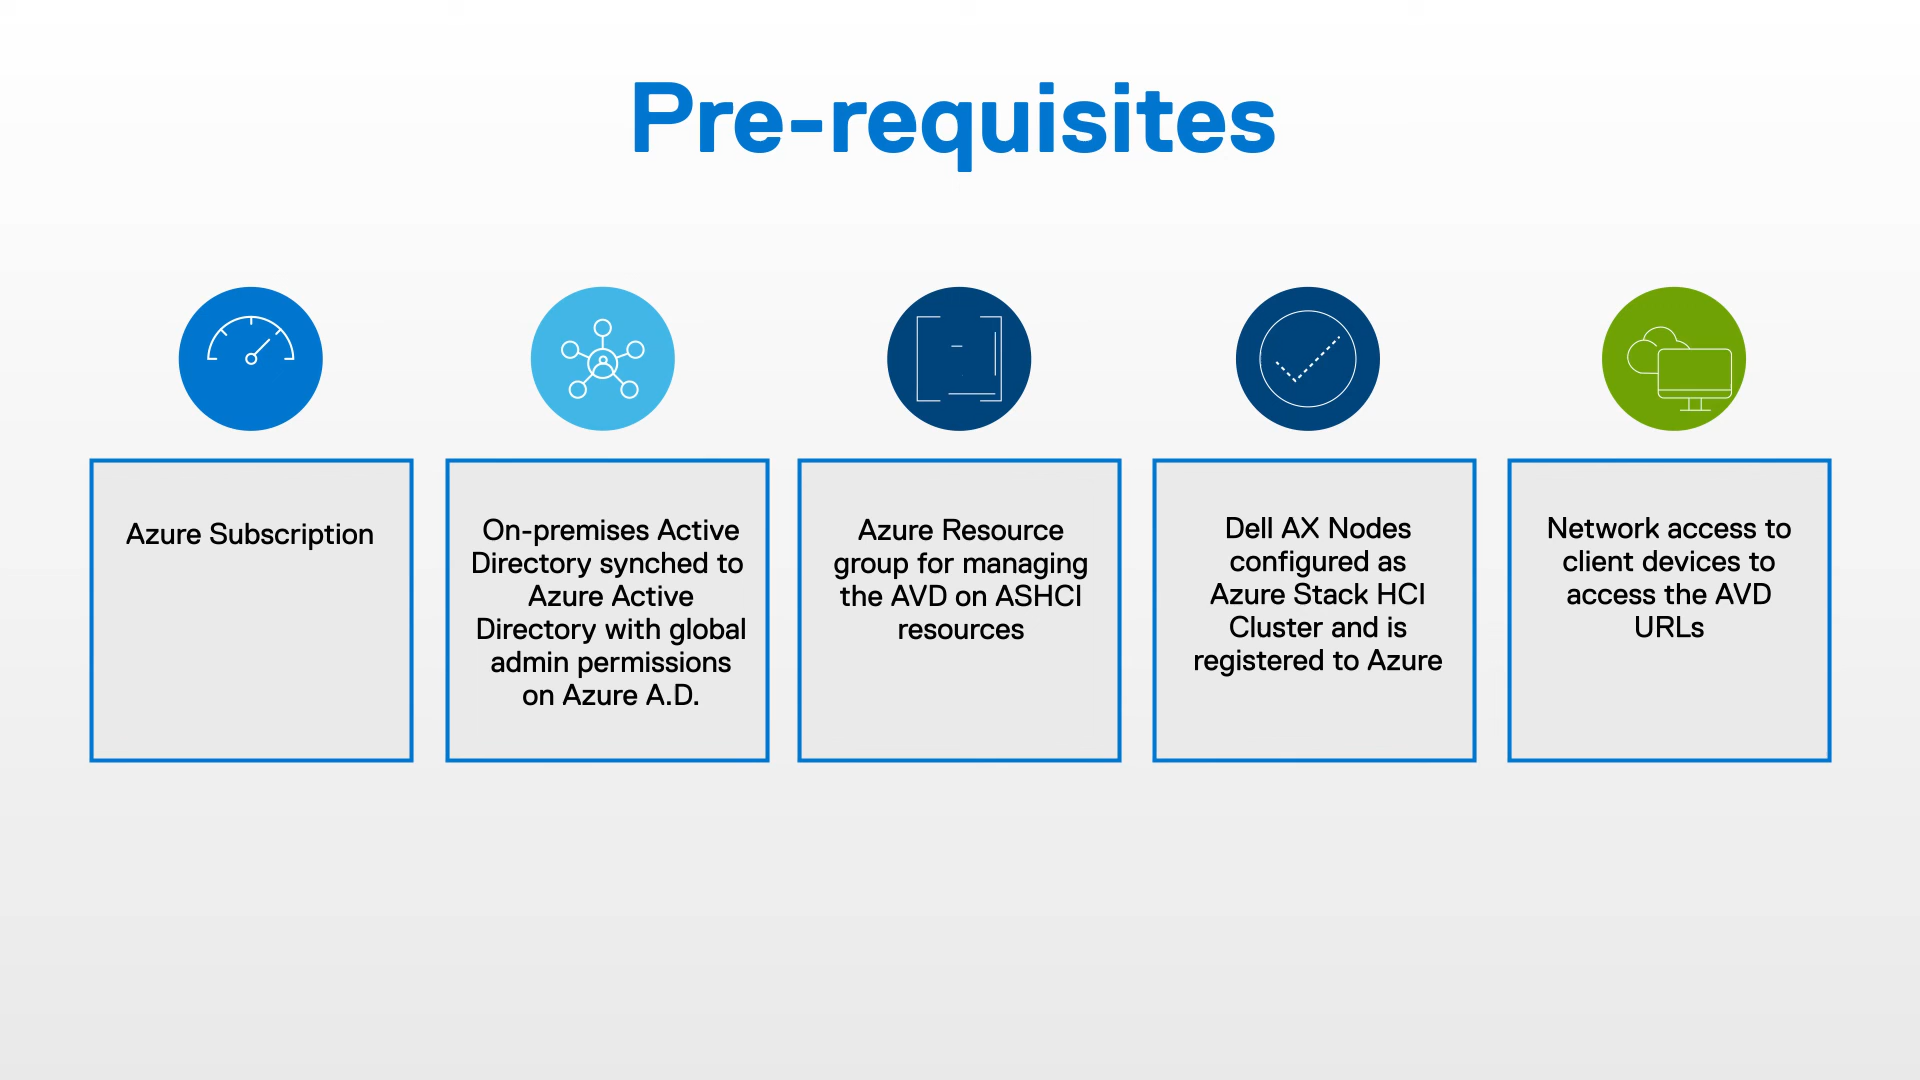 Pre-requisites
Azure Subscription
On-premises Active
Directory synched to
Azure Active
Directory with global
admin permissions
on Azure A.D.
Azure Resource
group for managing
the AVD on ASHCI
resources
Dell AX Nodes
configured as
Azure Stack HCI
Cluster and is
registered to Azure
Network access to
client devices to
access the AVD
URLs